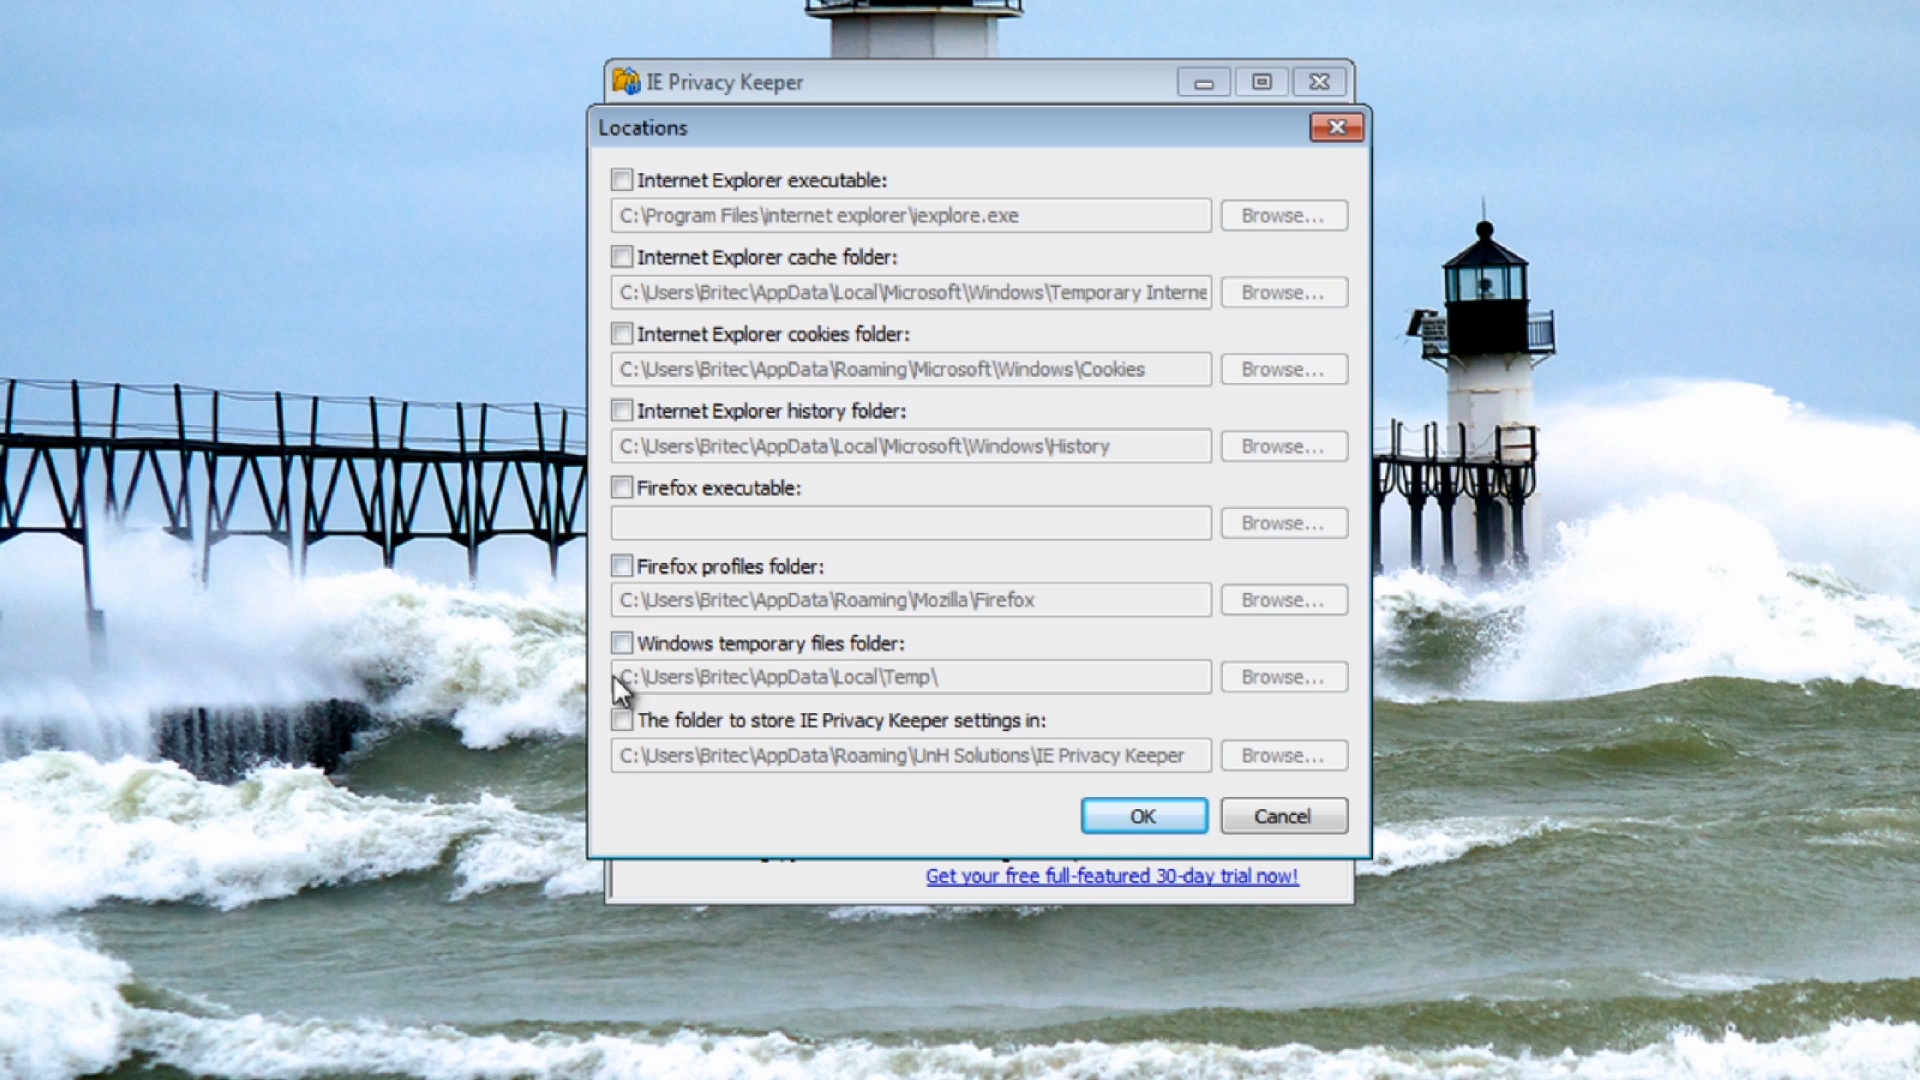 IE Privacy Keeper
Locations
Internet Explorer executable:
C:\Program Files\internet explorer\iexplore.exe
Browse...
Internet Explorer cache folder:
C:\Users\Britec\AppData\Local\Microsoft\Windows\Temporary Interne
Browse...
Internet Explorer cookies folder:
C:\Users\Britec\AppData\Roaming\Microsoft\Windows\Cookies
Browse...
Internet Explorer history folder:
C:\Users\Britec\AppData\Local\Microsoft\Windows\History
Browse...
Firefox executable:
Browse...
Firefox profiles folder:
C:\Users\Britec\AppData\Roaming\Mozilla\Firefox
Browse...
Windows temporary files folder:
C:\Users\Britec\AppData\Local\Temp\
Browse...
The folder to store IE Privacy Keeper settings in:
C:\Users\Britec\AppData\Roaming\UnH Solutions\IE Privacy Keeper
Browse...
OK
Cancel
Get your free full-featured 30-day trial now!